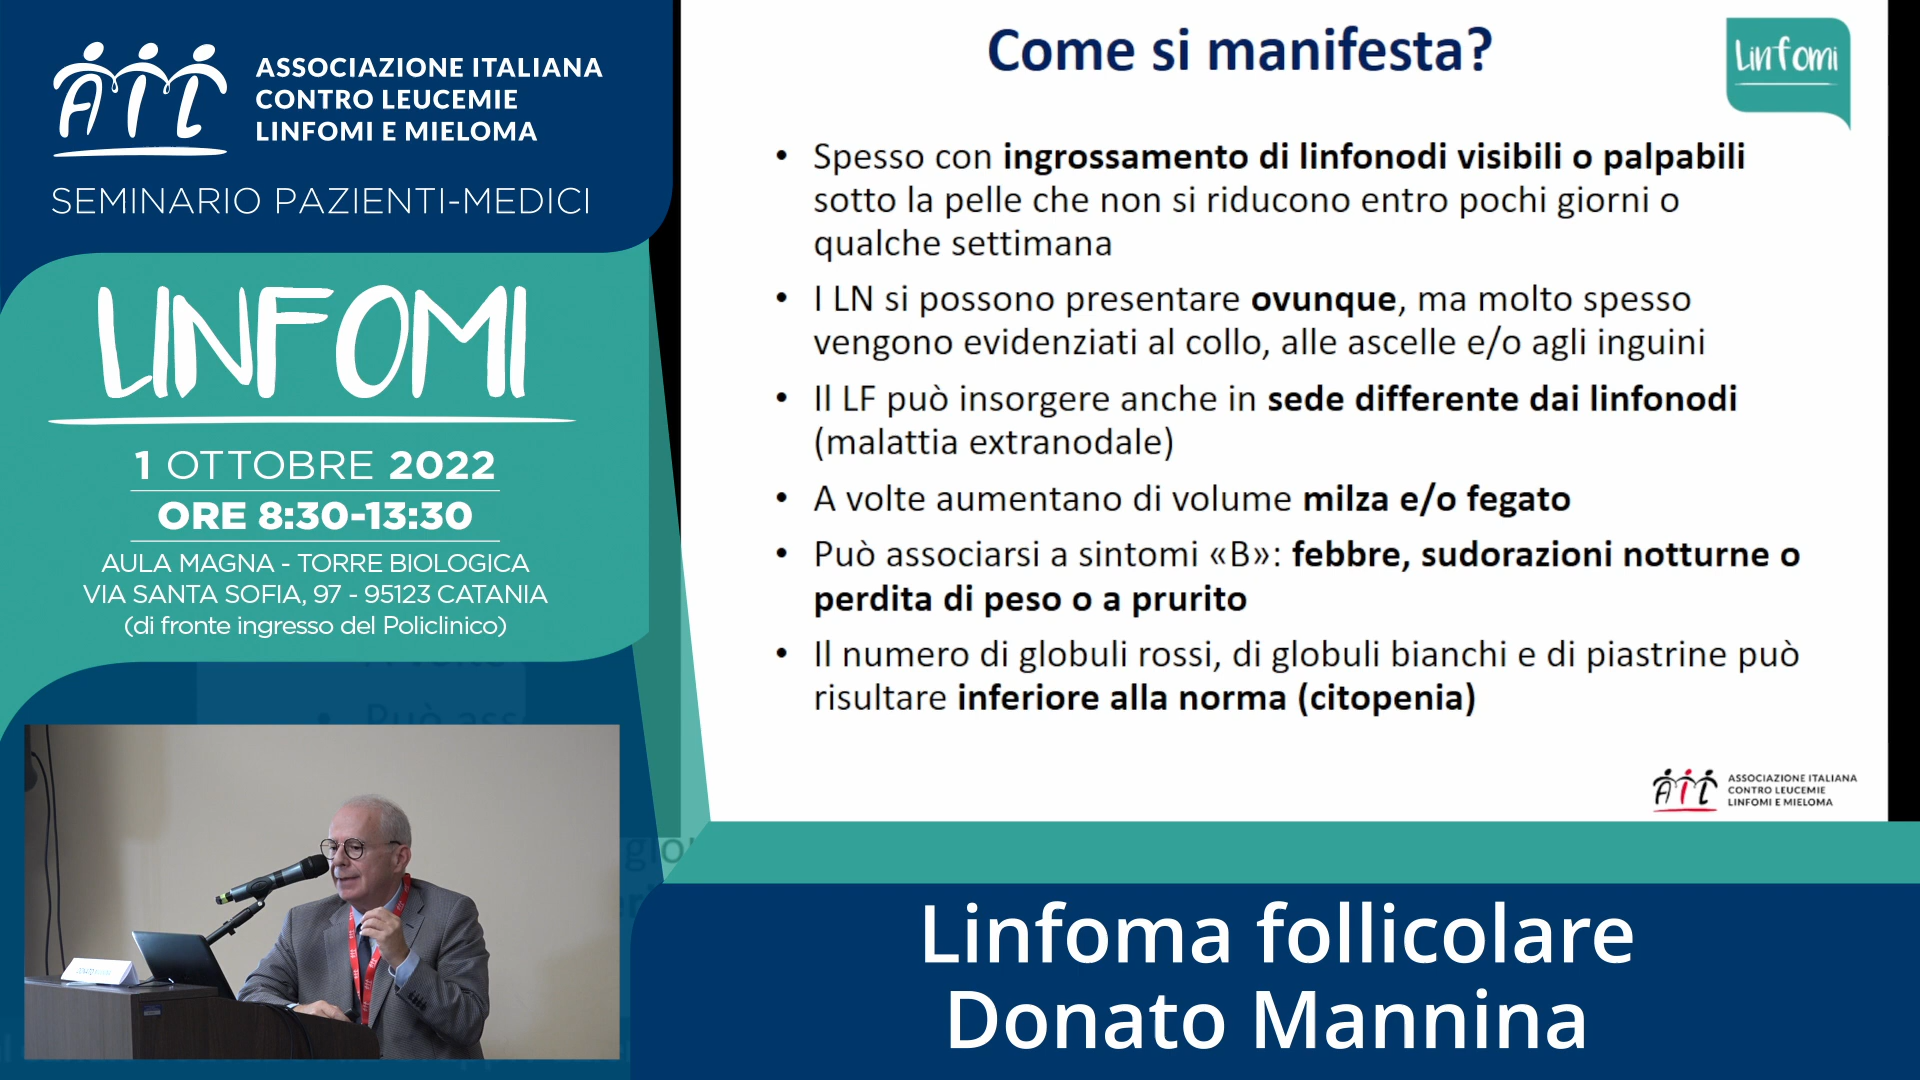 AIL
ASSOCIAZIONE ITALIANA
CONTRO LEUCEMIE
LINFOMI E MIELOMA
SEMINARIO PAZIENTI-MEDICI
LINFOMI
1 OTTOBRE 2022
ORE 8:30-13:30
AULA MAGNA - TORRE BIOLOGICA
VIA SANTA SOFIA, 97 - 95123 CATANIA
(di fronte ingresso del Policlinico)
Come si manifesta?
Linfomi
• Spesso con ingrossamento di linfonodi visibili o palpabili
sotto la pelle che non si riducono entro pochi giorni o
qualche settimana
• I LN si possono presentare ovunque, ma molto spesso
vengono evidenziati al collo, alle ascelle e/o agli inguini
• Il LF può insorgere anche in sede differente dai linfonodi
(malattia extranodale)
• A volte aumentano di volume milza e/o fegato
• Può associarsi a sintomi «B»: febbre, sudorazioni notturne o
perdita di peso o a prurito
• Il numero di globuli rossi, di globuli bianchi e di piastrine può
risultare inferiore alla norma (citopenia)
AIL
ASSOCIAZIONE ITALIANA
CONTRO LEUCEMIE
LINFOMI E MIELOMA
Linfoma follicolare
Donato Mannina